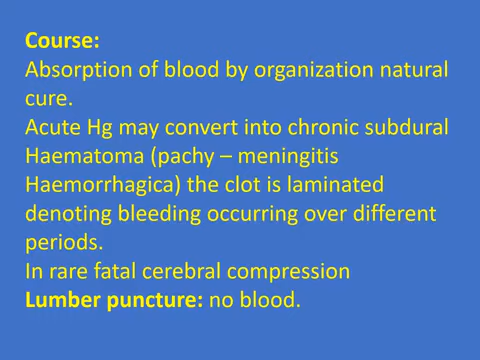 Course:
Absorption of blood by organization natural
cure.
Acute Hg may convert into chronic subdural
Haematoma (pachy – meningitis
Haemorrhagica) the clot is laminated
denoting bleeding occurring over different
periods.
In rare fatal cerebral compression
Lumber puncture: no blood.